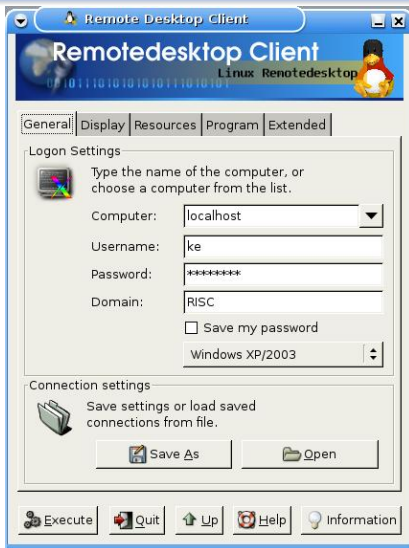 Remote Desktop Client
Remotedesktop Client
Linux Remotedesktop
General Display Resources Program Extended
Logon Settings
Type the name of the computer, or
choose a computer from the list.
Computer: localhost
Username: ke
Password: ********
Domain: RISC
Save my password
Windows XP/2003
Connection settings
Save settings or load saved
connections from file.
Save As Open
Execute Quit Up Help Information